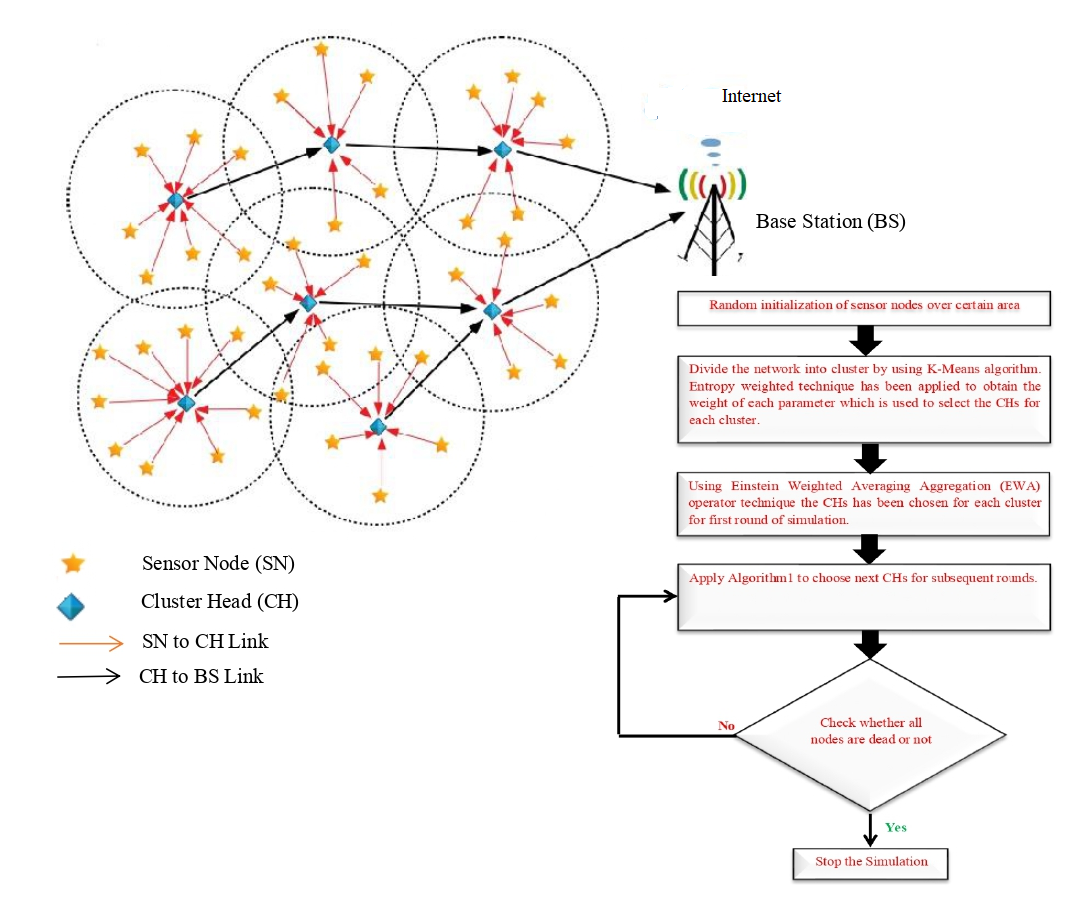 Internet
Base Station (BS)
Random initialization of sensor nodes over certain area
Divide the network into cluster by using K-Means algorithm.
Entropy weighted technique has been applied to obtain the
weight of each parameter which is used to select the CHs for
each cluster.
Using Einstein Weighted Averaging Aggregation (EWA)
operator technique the CHs has been chosen for each cluster
for first round of simulation.
Apply Algorithm1 to choose next CHs for subsequent rounds.
Check whether all
nodes are dead or not
No
Yes
Stop the Simulation
Sensor Node (SN)
Cluster Head (CH)
SN to CH Link
CH to BS Link